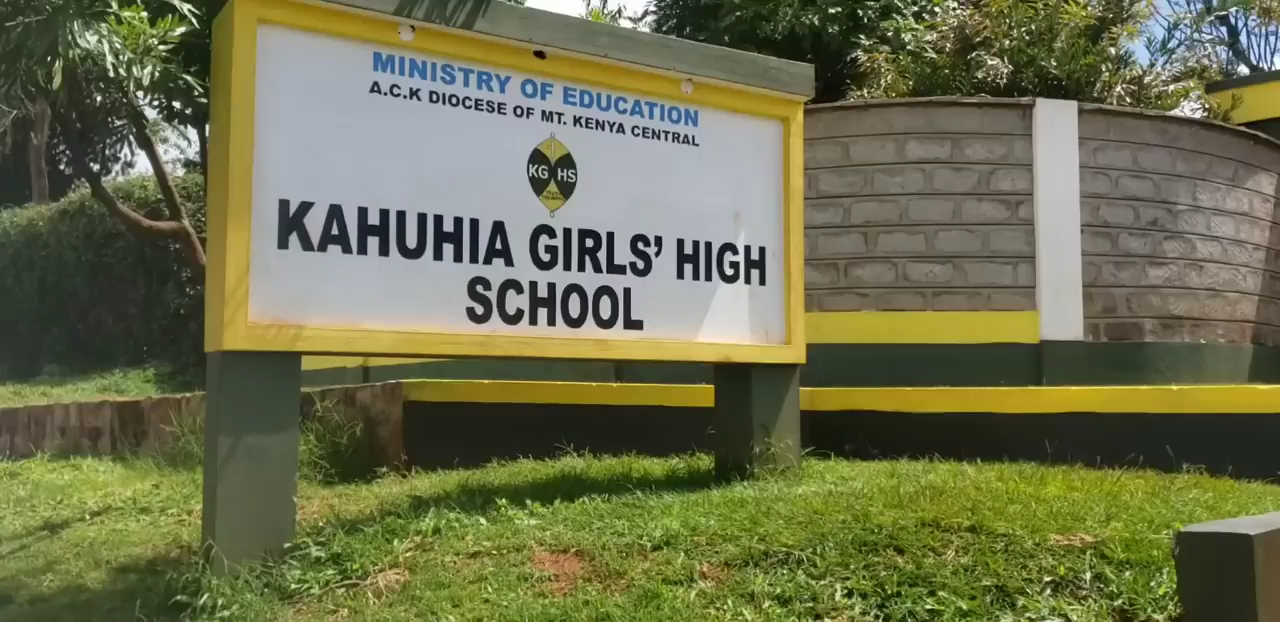 MINISTRY OF EDUCATION
A.C.K DIOCESE OF MT. KENYA CENTRAL
KG HS
KAHUHIA GIRLS' HIGH
SCHOOL